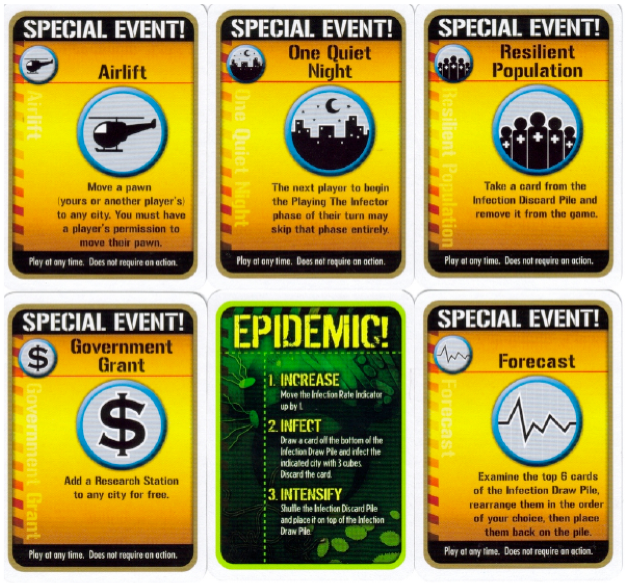 SPECIAL EVENT!
Airlift
Airlift
Move a pawn
(yours or another player's)
to any city. You must have
a player's permission to
move their pawn.
Play at any time. Does not require an action.
SPECIAL EVENT!
One Quiet
Night
One Quiet Night
The next player to begin
the Playing The Infector
phase of their turn may
skip that phase entirely.
Play at any time. Does not require an action.
SPECIAL EVENT!
Resilient
Population
Resilient Population
Take a card from the
Infection Discard Pile and
remove it from the game.
Play at any time. Does not require an action.
SPECIAL EVENT!
$
Government
Grant
Government Grant
$
Add a Research Station
to any city for free.
Play at any time. Does not require an action.
EPIDEMIC!
1. INCREASE
Move the Infection Rate Indicator
up by 1.
2. INFECT
Draw a card off the bottom of the
Infection Draw Pile and infect the
indicated city with 3 cubes.
Discard the card.
3. INTENSIFY
Shuffle the Infection Discard Pile
and place it on top of the Infection
Draw Pile.
SPECIAL EVENT!
Forecast
Forecast
Examine the top 6 cards
of the Infection Draw Pile,
rearrange them in the order
of your choice, then place
them back on the pile.
Play at any time. Does not require an action.